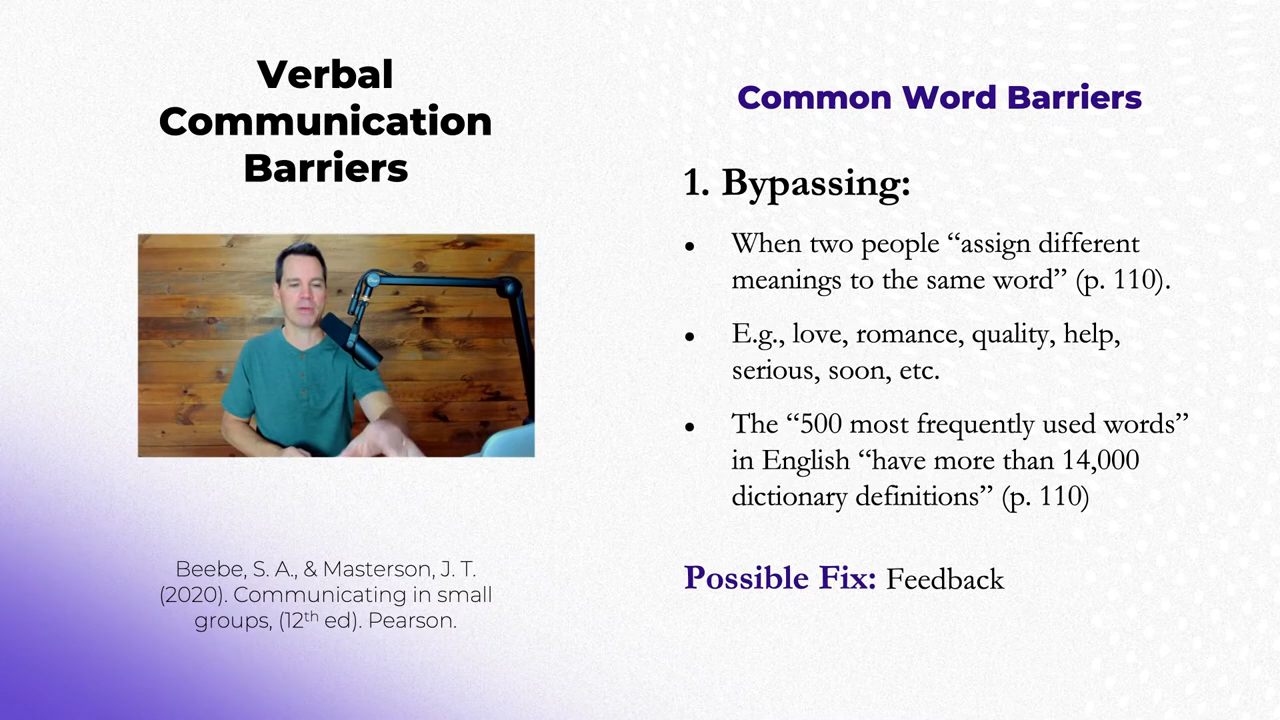 Verbal
Communication
Barriers
Beebe, S. A., & Masterson, J. T.
(2020). Communicating in small
groups, (12th ed). Pearson.
Common Word Barriers
1. Bypassing:
• When two people “assign different
meanings to the same word” (p. 110).
• E.g., love, romance, quality, help,
serious, soon, etc.
• The “500 most frequently used words”
in English “have more than 14,000
dictionary definitions” (p. 110)
Possible Fix: Feedback